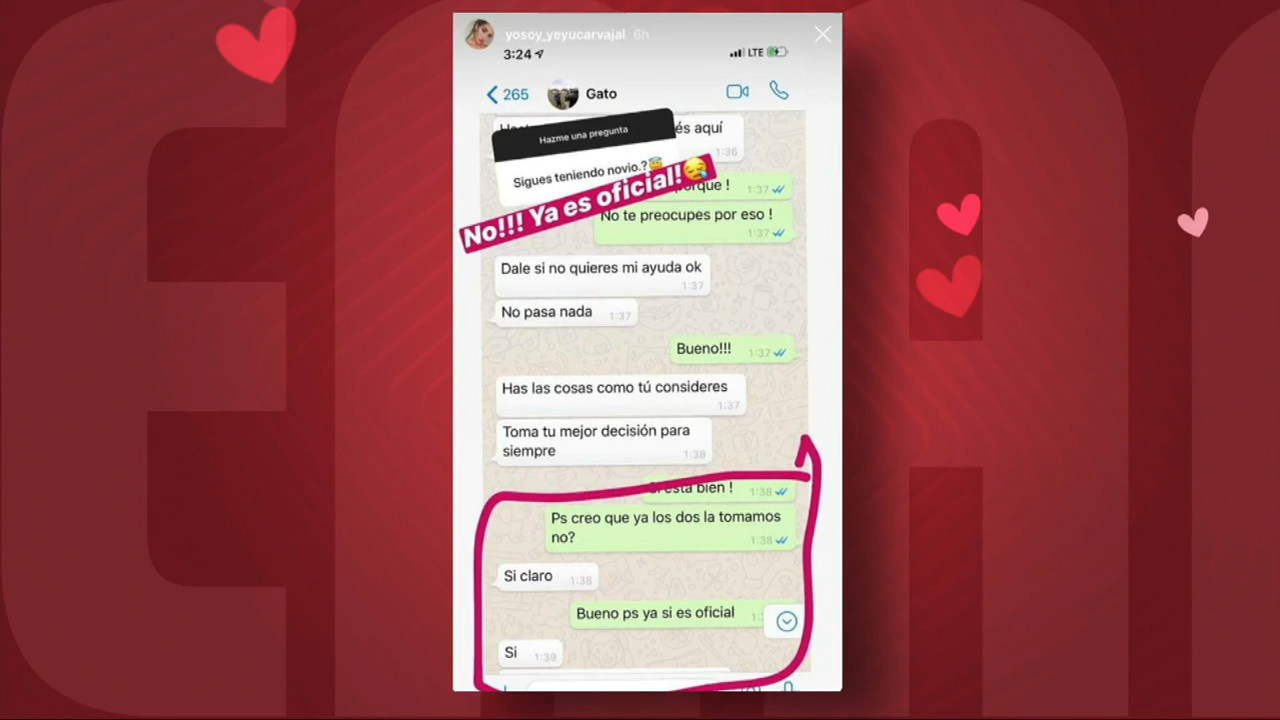 yosoy_yeyucarvajal 6h
3:24
LTE
265
Gato
és aquí
1:36
Hazme una pregunta
Sigues teniendo novio.?
No!!! Ya es oficial!
orque ! 1:37
No te preocupes por eso !
1:37
Dale si no quieres mi ayuda ok
1:37
No pasa nada 1:37
Bueno!!! 1:37
Has las cosas como tú consideres
1:37
Toma tu mejor decisión para
siempre 1:38
Si esta bien ! 1:38
Ps creo que ya los dos la tomamos
no? 1:38
Si claro 1:38
Bueno ps ya si es oficial
Si 1:39